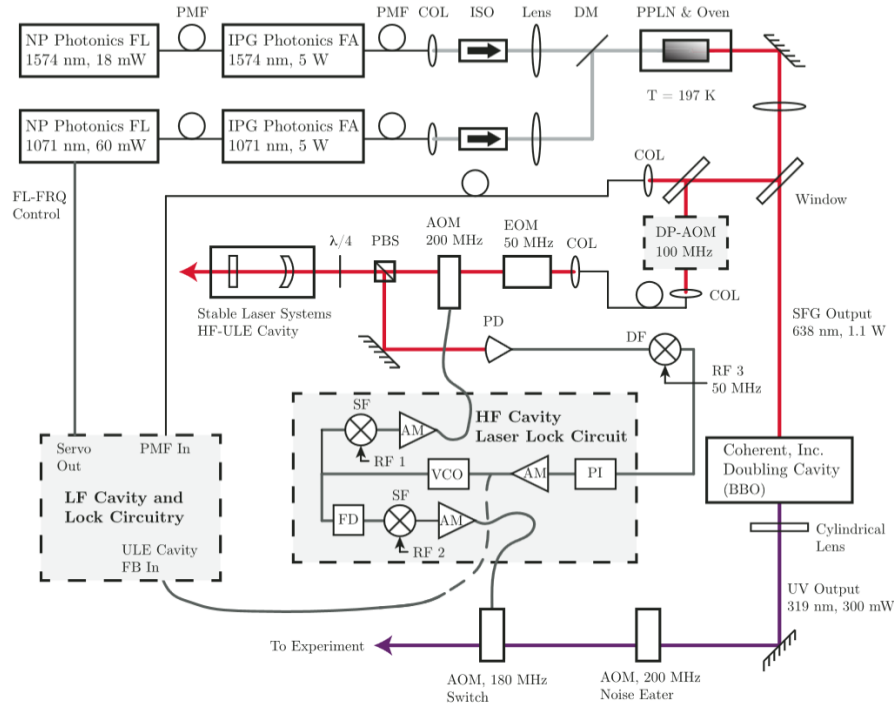 PMF
PMF
COL
ISO
Lens
DM
PPLN & Oven
NP Photonics FL
1574 nm, 18 mW
IPG Photonics FA
1574 nm, 5 W
T = 197 K
NP Photonics FL
1071 nm, 60 mW
IPG Photonics FA
1071 nm, 5 W
COL
Window
FL-FRQ
Control
AOM
200 MHz
EOM
50 MHz
COL
DP-AOM
100 MHz
λ/4
PBS
COL
Stable Laser Systems
HF-ULE Cavity
PD
DF
SFG Output
638 nm, 1.1 W
RF 3
50 MHz
SF
AM
HF Cavity
Laser Lock Circuit
RF 1
Servo
Out
PMF In
VCO
AM
PI
Coherent, Inc.
Doubling Cavity
(BBO)
LF Cavity and
Lock Circuitry
SF
FD
AM
RF 2
ULE Cavity
FB In
Cylindrical
Lens
UV Output
319 nm, 300 mW
To Experiment
AOM, 180 MHz
Switch
AOM, 200 MHz
Noise Eater